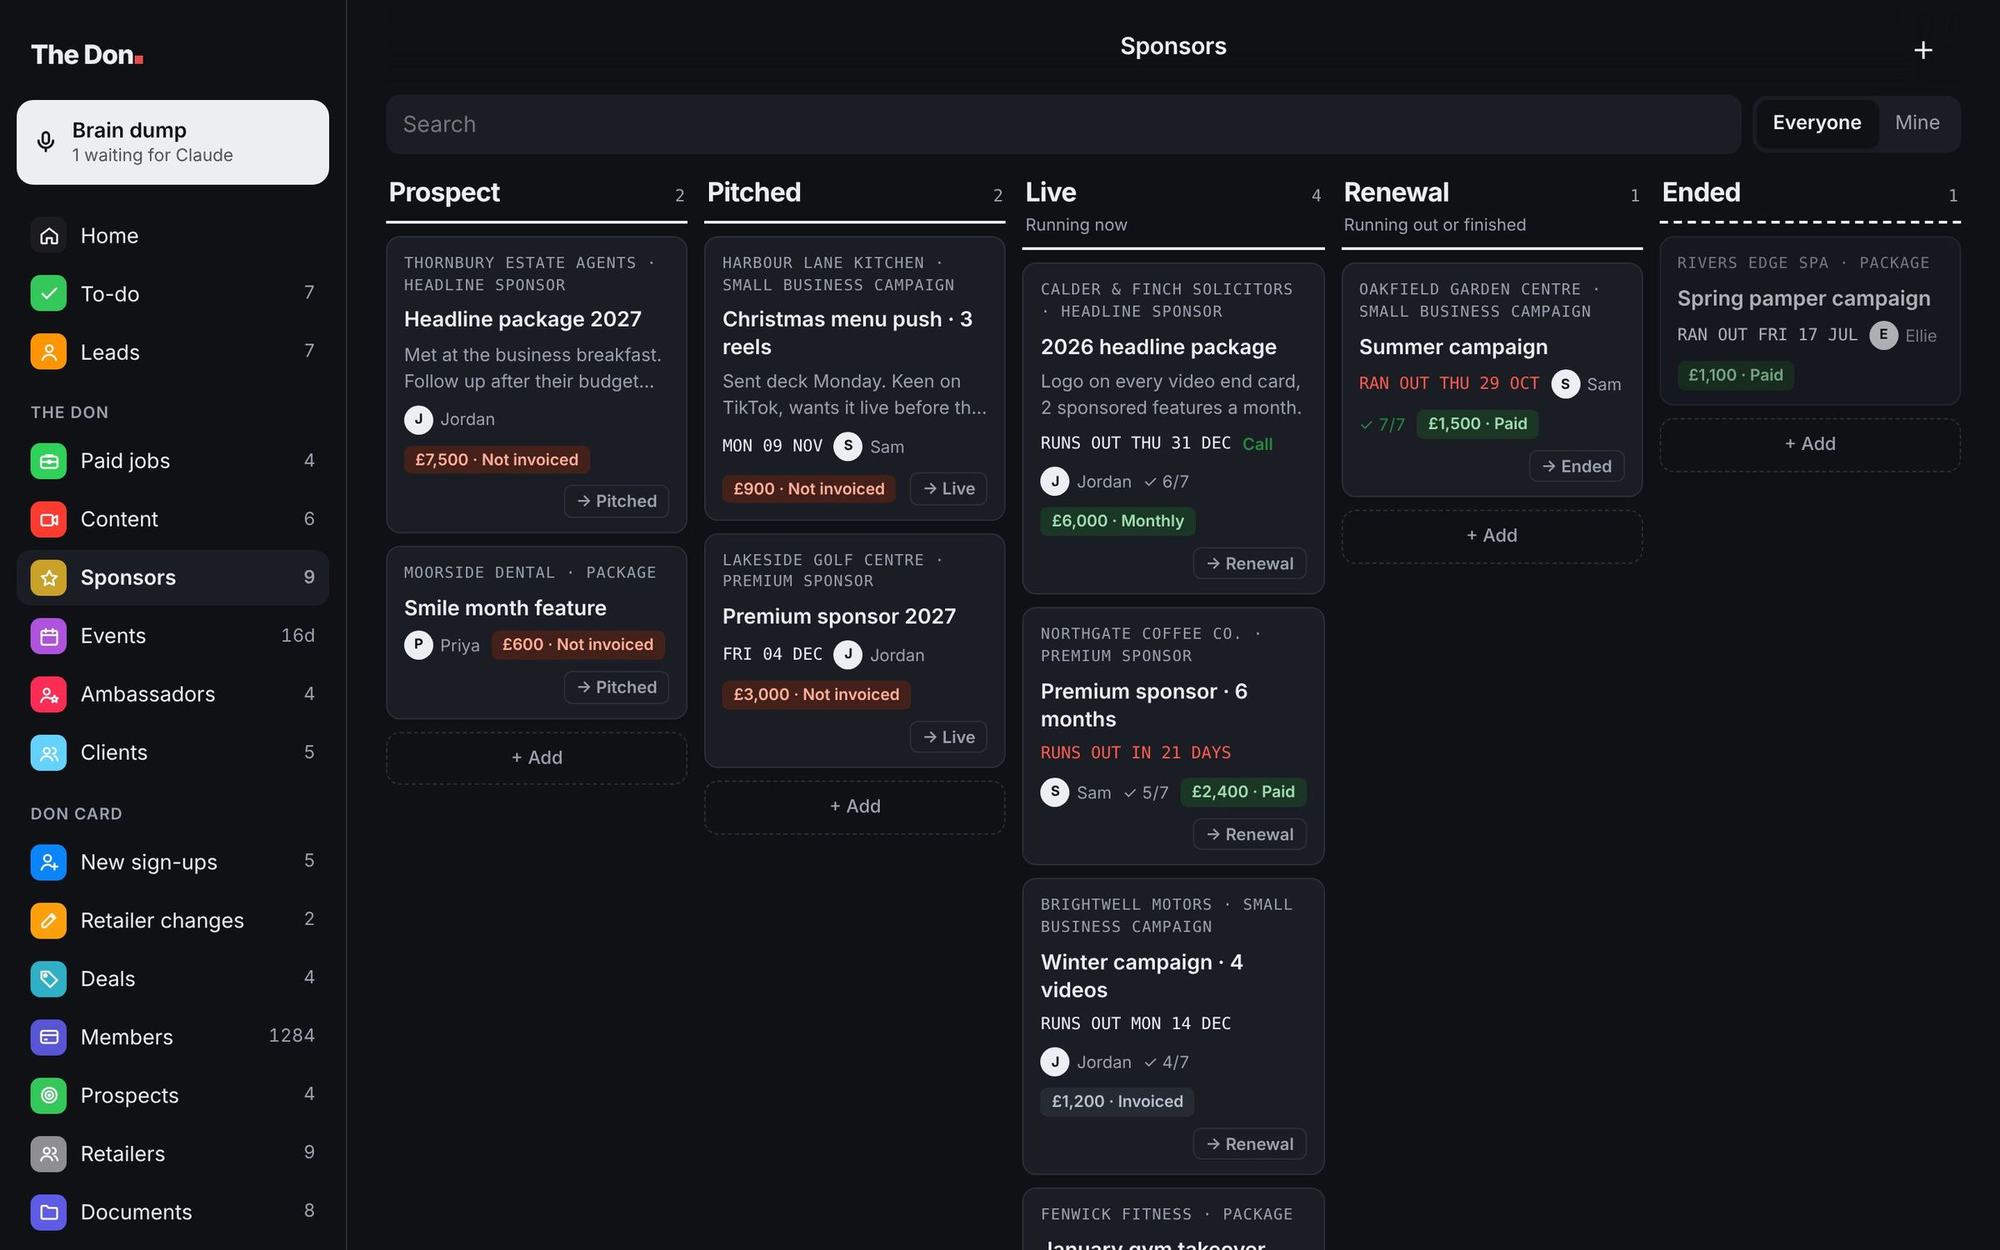 The Don.
Brain dump
1 waiting for Claude
Home
To-do 7
Leads 7
THE DON
Paid jobs 4
Content 6
Sponsors 9
Events 16d
Ambassadors 4
Clients 5
DON CARD
New sign-ups 5
Retailer changes 2
Deals 4
Members 1284
Prospects 4
Retailers 9
Documents 8
Sponsors
+
Search
Everyone Mine
Prospect 2
THORNBURY ESTATE AGENTS ·
HEADLINE SPONSOR
Headline package 2027
Met at the business breakfast.
Follow up after their budget...
J Jordan
£7,500 · Not invoiced
→ Pitched
MOORSIDE DENTAL · PACKAGE
Smile month feature
P Priya £600 · Not invoiced
→ Pitched
+ Add
Pitched 2
HARBOUR LANE KITCHEN ·
SMALL BUSINESS CAMPAIGN
Christmas menu push · 3
reels
Sent deck Monday. Keen on
TikTok, wants it live before th...
MON 09 NOV S Sam
£900 · Not invoiced → Live
LAKESIDE GOLF CENTRE ·
PREMIUM SPONSOR
Premium sponsor 2027
FRI 04 DEC J Jordan
£3,000 · Not invoiced
→ Live
+ Add
Live 4
Running now
CALDER & FINCH SOLICITORS
· HEADLINE SPONSOR
2026 headline package
Logo on every video end card,
2 sponsored features a month.
RUNS OUT THU 31 DEC Call
J Jordan ✓ 6/7
£6,000 · Monthly
→ Renewal
NORTHGATE COFFEE CO. ·
PREMIUM SPONSOR
Premium sponsor · 6
months
RUNS OUT IN 21 DAYS
S Sam ✓ 5/7 £2,400 · Paid
→ Renewal
BRIGHTWELL MOTORS · SMALL
BUSINESS CAMPAIGN
Winter campaign · 4
videos
RUNS OUT MON 14 DEC
J Jordan ✓ 4/7
£1,200 · Invoiced
→ Renewal
FENWICK FITNESS · PACKAGE
January gym takeover
Renewal 1
Running out or finished
OAKFIELD GARDEN CENTRE ·
SMALL BUSINESS CAMPAIGN
Summer campaign
RAN OUT THU 29 OCT S Sam
✓ 7/7 £1,500 · Paid
→ Ended
+ Add
Ended 1
RIVERS EDGE SPA · PACKAGE
Spring pamper campaign
RAN OUT FRI 17 JUL E Ellie
£1,100 · Paid
+ Add